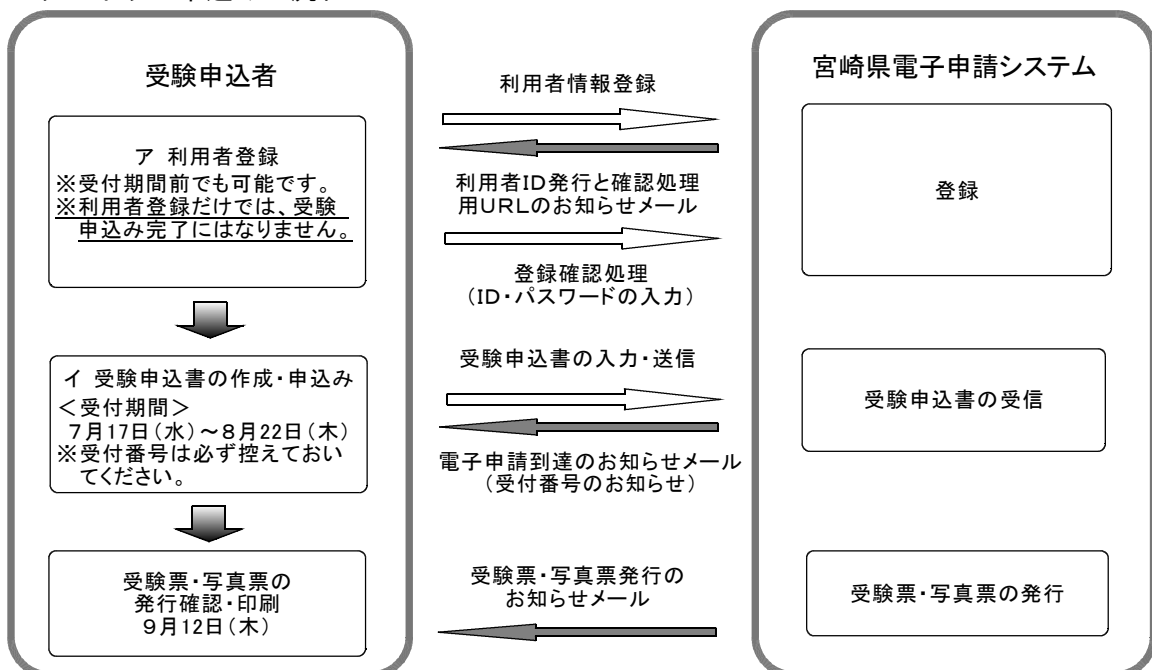 受験申込者
ア 利用者登録
※受付期間前でも可能です。
※利用者登録だけでは、受験
申込み完了にはなりません。
イ 受験申込書の作成・申込み
＜受付期間＞
7月17日(水)～8月22日(木)
※受付番号は必ず控えておい
てください。
受験票・写真票の
発行確認・印刷
9月12日(木)
利用者情報登録
利用者ID発行と確認処理
用URLのお知らせメール
登録確認処理
(ID・パスワードの入力)
受験申込書の入力・送信
電子申請到達のお知らせメール
(受付番号のお知らせ)
受験票・写真票発行の
お知らせメール
宮崎県電子申請システム
登録
受験申込書の受信
受験票・写真票の発行